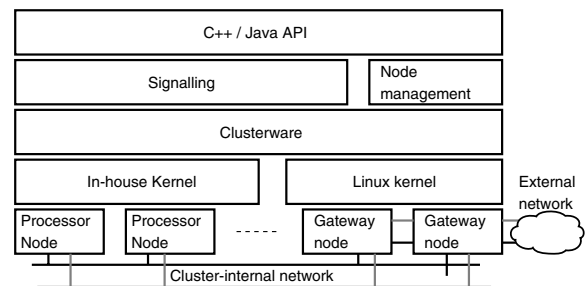 C++ / Java API
Signalling
Node
management
Clusterware
In-house Kernel
Linux kernel
External
network
Processor
Node
Processor
Node
Gateway
node
Gateway
node
Cluster-internal network